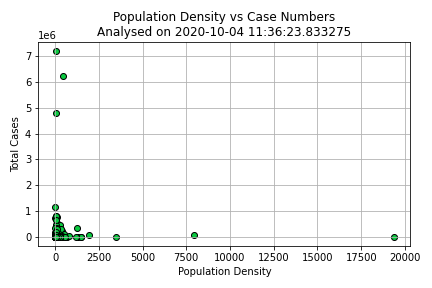 Population Density vs Case Numbers
Analysed on 2020-10-04 11:36:23.833275
1e6
7
6
5
4
3
2
1
0
Total Cases
0 2500 5000 7500 10000 12500 15000 17500 20000
Population Density